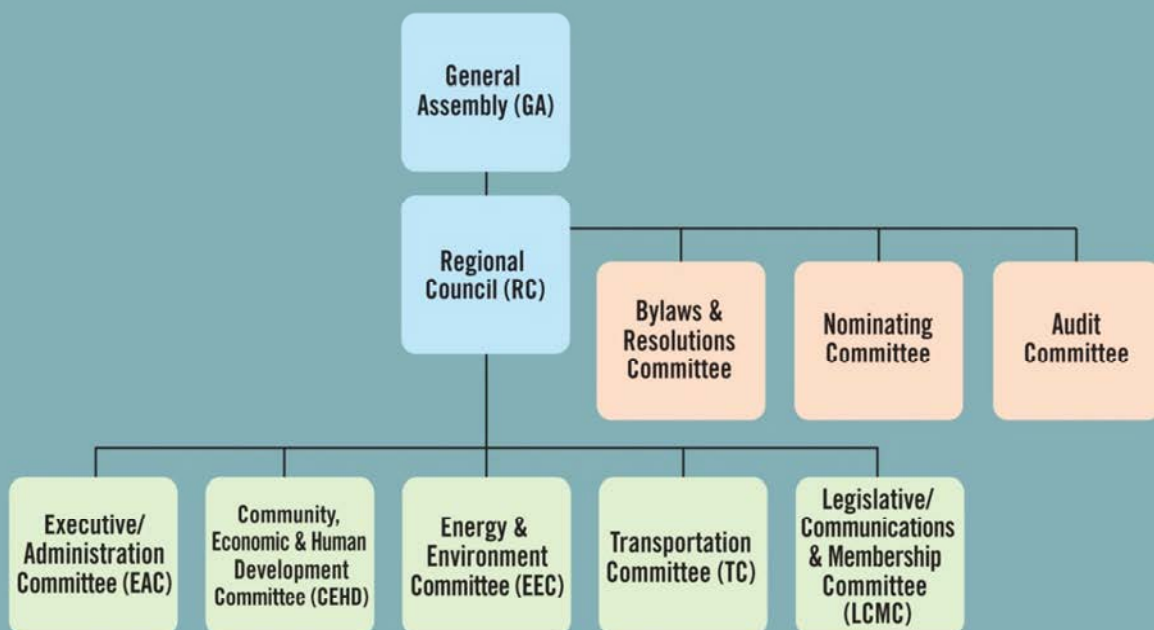 General
Assembly (GA)
Regional
Council (RC)
Bylaws &
Resolutions
Committee
Nominating
Committee
Audit
Committee
Executive/
Administration
Committee (EAC)
Community,
Economic & Human
Development
Committee (CEHD)
Energy &
Environment
Committee (EEC)
Transportation
Committee (TC)
Legislative/
Communications
& Membership
Committee
(LCMC)